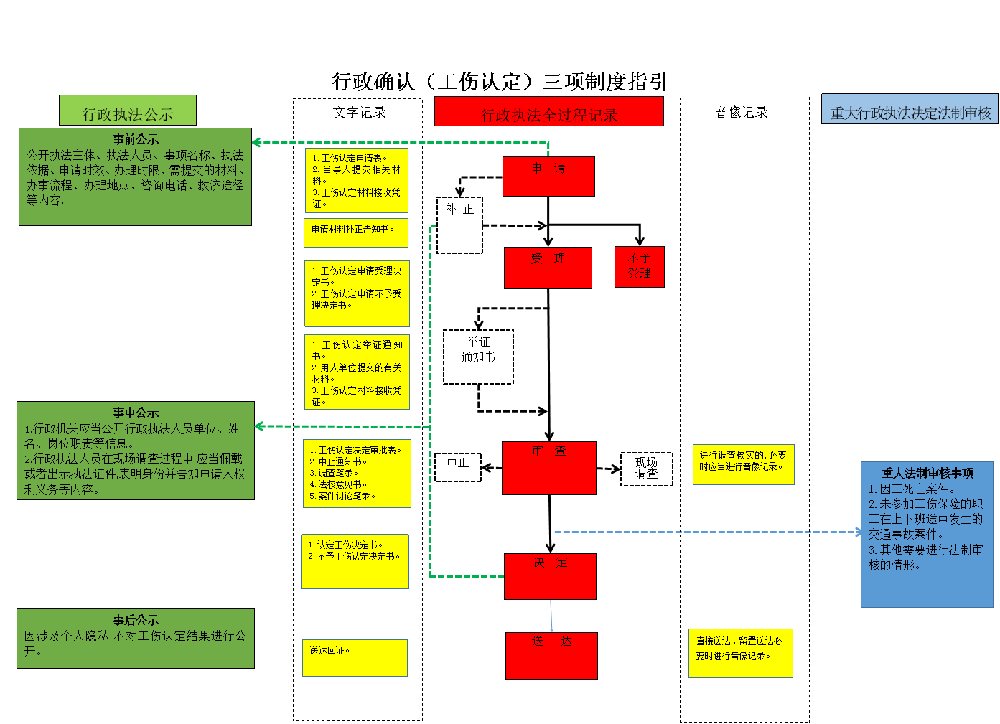 行政确认（工伤认定）三项制度指引
行政执法公示
事前公示
公开执法主体、执法人员、事项名称、执法
依据、申请时效、办理时限、需提交的材料、
办事流程、办理地点、咨询电话、救济途径
等内容。
事中公示
1.行政机关应当公开行政执法人员单位、姓
名、岗位职责等信息。
2.行政执法人员在现场调查过程中,应当佩戴
或者出示执法证件,表明身份并告知申请人权
利义务等内容。
事后公示
因涉及个人隐私,不对工伤认定结果进行公
开。
文字记录
1.工伤认定申请表。
2.当事人提交相关材
料。
3.工伤认定材料接收凭
证。
申请材料补正告知书。
1.工伤认定申请受理决
定书。
2.工伤认定申请不予受
理决定书。
1.工伤认定举证通知
书。
2.用人单位提交的有关
材料。
3.工伤认定材料接收凭
证。
1.工伤认定决定审批表。
2.中止通知书。
3.调查笔录。
4.法核意见书。
5.案件讨论笔录。
1.认定工伤决定书。
2.不予工伤认定决定书。
送达回证。
行政执法全过程记录
申 请
补 正
受 理
不予
受理
举证
通知书
审 查
中止
现场
调查
决 定
送 达
音像记录
进行调查核实的,必要
时应当进行音像记录。
直接送达、留置送达必
要时进行音像记录。
重大行政执法决定法制审核
重大法制审核事项
1.因工死亡案件。
2.未参加工伤保险的职
工在上下班途中发生的
交通事故案件。
3.其他需要进行法制审
核的情形。